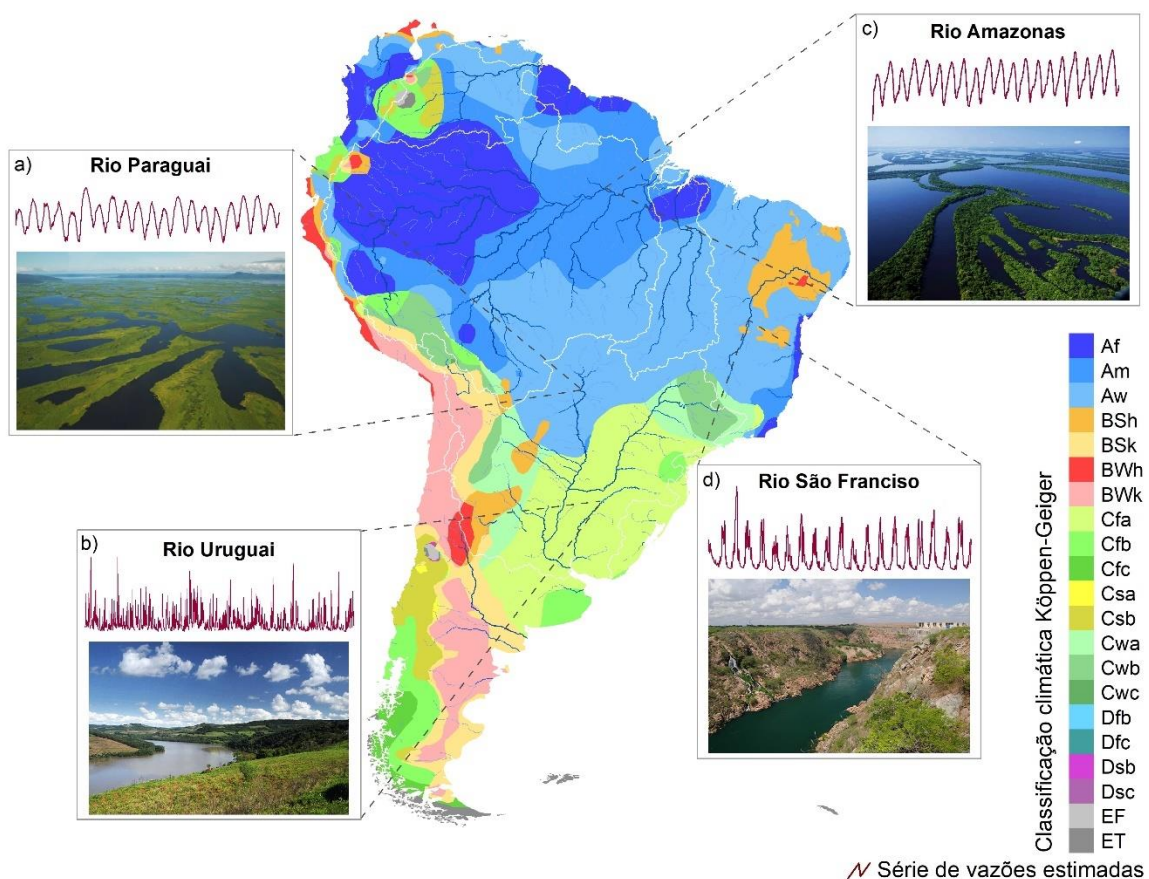 c)
Rio Amazonas
a)
Rio Paraguai
b)
Rio Uruguai
d)
Rio São Franciso
Classificação climática Köppen-Geiger
Af
Am
Aw
BSh
BSk
BWh
BWk
Cfa
Cfb
Cfc
Csa
Csb
Cwa
Cwb
Cwc
Dfb
Dfc
Dsb
Dsc
EF
ET
Série de vazões estimadas